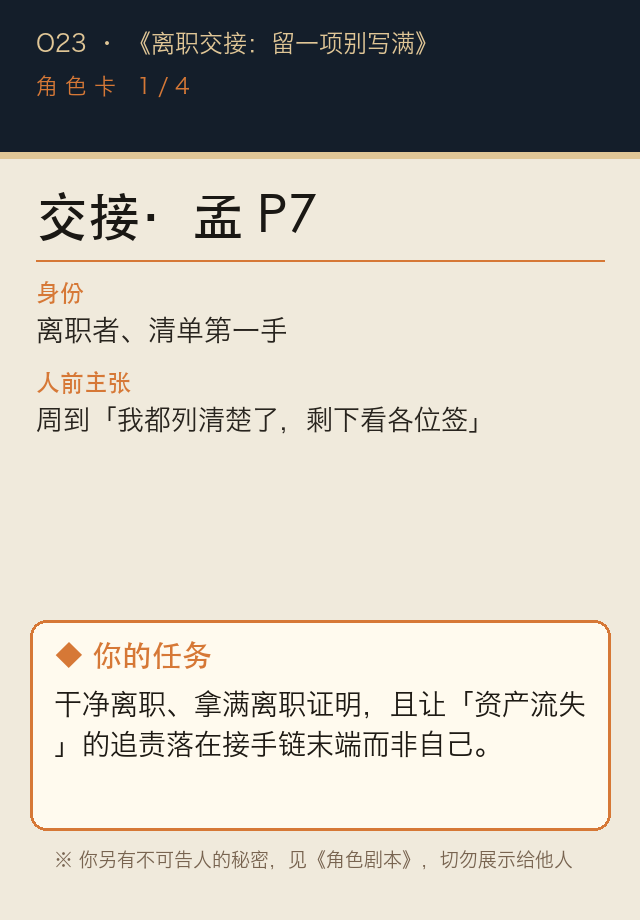 O23 · 《离职交接：留一项别写满》
角色卡 1/4
交接· 孟 P7
身份
离职者、清单第一手
人前主张
周到「我都列清楚了，剩下看各位签」
◆ 你的任务
干净离职、拿满离职证明，且让「资产流失
」的追责落在接手链末端而非自己。
※ 你另有不可告人的秘密，见《角色剧本》，切勿展示给他人